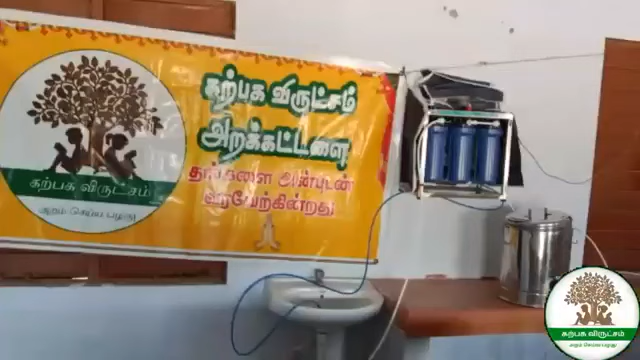 கற்பக விருட்சம்
அறக்கட்டளை
தங்களை அன்புடன்
வரவேற்கின்றது
கற்பக விருட்சம்
அறம் செய்ய பழகு
கற்பக விருட்சம்
அறம் செய்ய பழகு